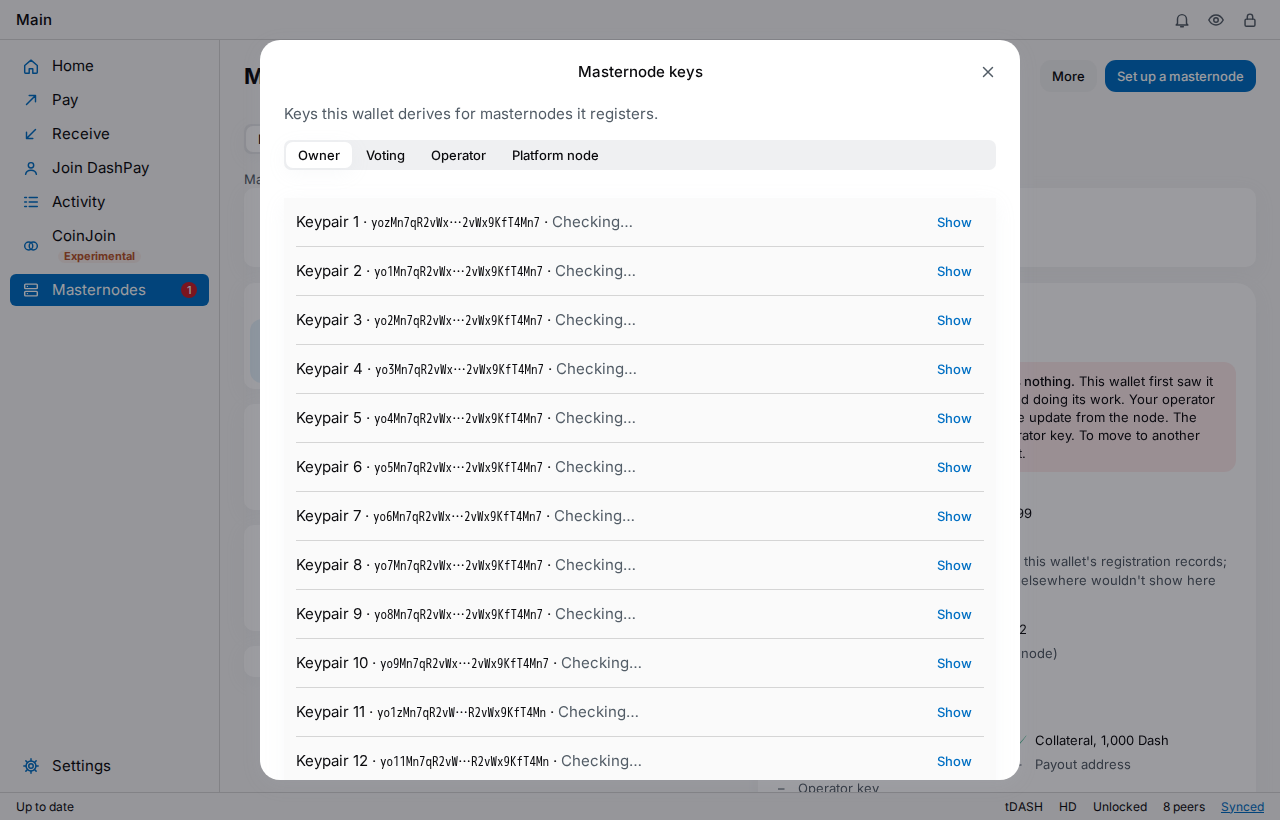 Main
Home
Pay
Receive
Join DashPay
Activity
CoinJoin
Experimental
Masternodes
1
Settings
More
Set up a masternode
Masternode keys
Keys this wallet derives for masternodes it registers.
Owner
Voting
Operator
Platform node
Keypair 1 · yozMn7qR2vWx⋯2vWx9KfT4Mn7 · Checking…
Show
Keypair 2 · yo1Mn7qR2vWx⋯2vWx9KfT4Mn7 · Checking…
Show
Keypair 3 · yo2Mn7qR2vWx⋯2vWx9KfT4Mn7 · Checking…
Show
Keypair 4 · yo3Mn7qR2vWx⋯2vWx9KfT4Mn7 · Checking…
Show
Keypair 5 · yo4Mn7qR2vWx⋯2vWx9KfT4Mn7 · Checking…
Show
Keypair 6 · yo5Mn7qR2vWx⋯2vWx9KfT4Mn7 · Checking…
Show
Keypair 7 · yo6Mn7qR2vWx⋯2vWx9KfT4Mn7 · Checking…
Show
Keypair 8 · yo7Mn7qR2vWx⋯2vWx9KfT4Mn7 · Checking…
Show
Keypair 9 · yo8Mn7qR2vWx⋯2vWx9KfT4Mn7 · Checking…
Show
Keypair 10 · yo9Mn7qR2vWx⋯2vWx9KfT4Mn7 · Checking…
Show
Keypair 11 · yo1zMn7qR2vW⋯R2vWx9KfT4Mn · Checking…
Show
Keypair 12 · yo11Mn7qR2vW⋯R2vWx9KfT4Mn · Checking…
Show
nothing. This wallet first saw it
doing its work. Your operator
update from the node. The
key. To move to another
this wallet's registration records;
elsewhere wouldn't show here
node)
Collateral, 1,000 Dash
Payout address
– Operator key
Up to date
tDASH
HD
Unlocked
8 peers
Synced